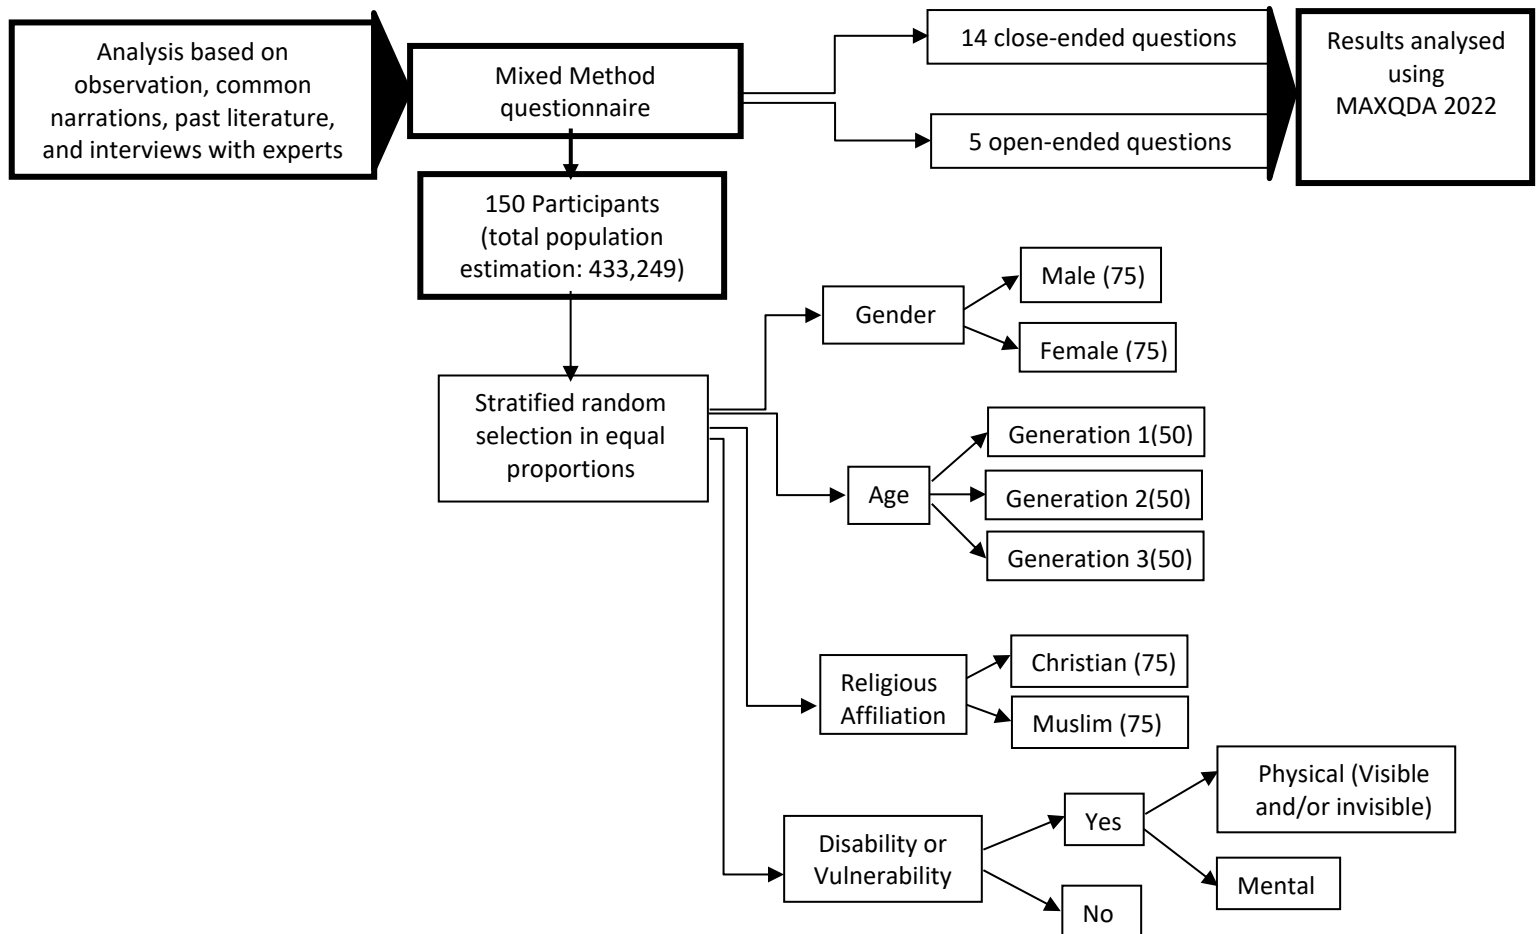 Analysis based on
observation, common
narrations, past literature,
and interviews with experts
Mixed Method
questionnaire
14 close-ended questions
5 open-ended questions
Results analysed
using
MAXQDA 2022
150 Participants
(total population
estimation: 433,249)
Stratified random
selection in equal
proportions
Gender
Male (75)
Female (75)
Age
Generation 1(50)
Generation 2(50)
Generation 3(50)
Religious
Affiliation
Christian (75)
Muslim (75)
Disability or
Vulnerability
Yes
Physical (Visible
and/or invisible)
Mental
No